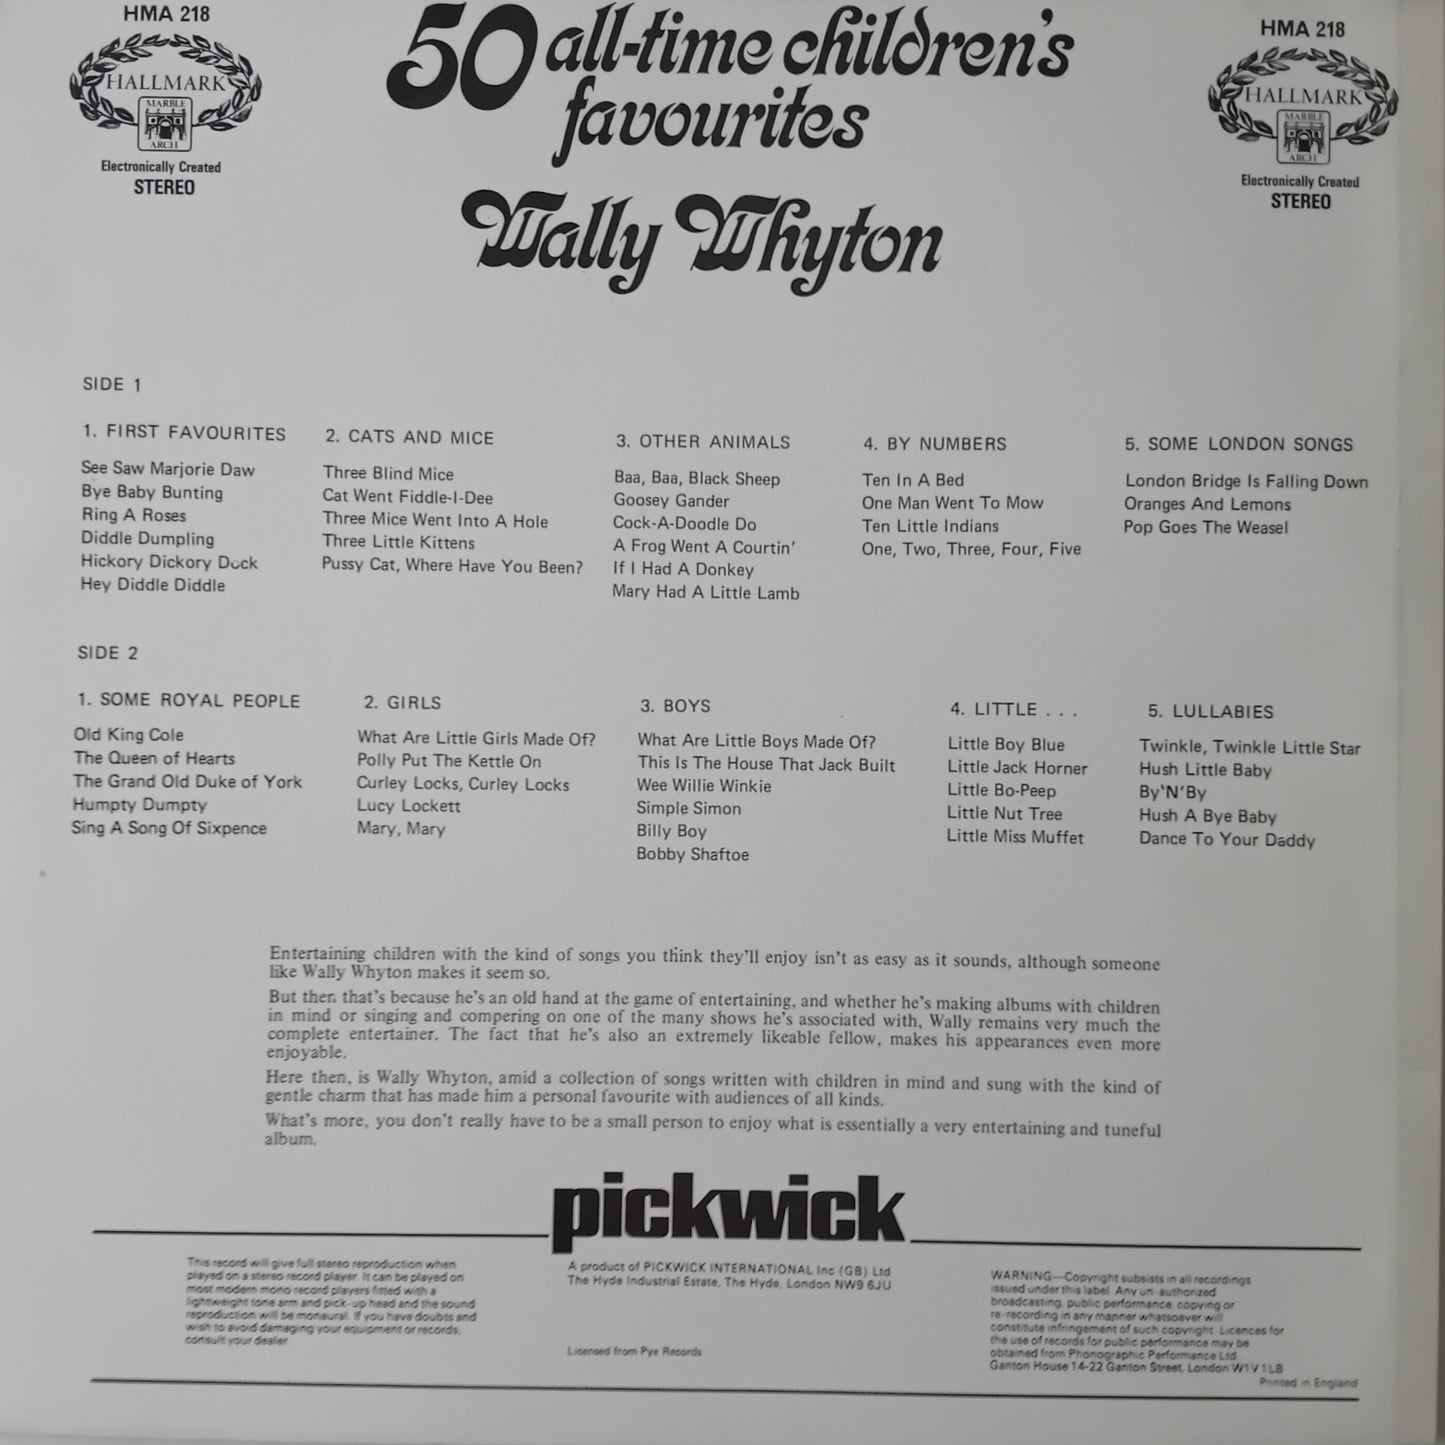 HMA 218
HALLMARK
MARBLE
ARCH
Electronically Created
STEREO
50 all-time children's
favourites
Wally Whyton
HMA 218
HALLMARK
MARBLE
ARCH
Electronically Created
STEREO
SIDE 1
1. FIRST FAVOURITES
See Saw Marjorie Daw
Bye Baby Bunting
Ring A Roses
Diddle Dumpling
Hickory Dickory Dock
Hey Diddle Diddle
2. CATS AND MICE
Three Blind Mice
Cat Went Fiddle-I-Dee
Three Mice Went Into A Hole
Three Little Kittens
Pussy Cat, Where Have You Been?
3. OTHER ANIMALS
Baa, Baa, Black Sheep
Goosey Gander
Cock-A-Doodle Do
A Frog Went A Courtin'
If I Had A Donkey
Mary Had A Little Lamb
4. BY NUMBERS
Ten In A Bed
One Man Went To Mow
Ten Little Indians
One, Two, Three, Four, Five
5. SOME LONDON SONGS
London Bridge Is Falling Down
Oranges And Lemons
Pop Goes The Weasel
SIDE 2
1. SOME ROYAL PEOPLE
Old King Cole
The Queen of Hearts
The Grand Old Duke of York
Humpty Dumpty
Sing A Song Of Sixpence
2. GIRLS
What Are Little Girls Made Of?
Polly Put The Kettle On
Curley Locks, Curley Locks
Lucy Lockett
Mary, Mary
3. BOYS
What Are Little Boys Made Of?
This Is The House That Jack Built
Wee Willie Winkie
Simple Simon
Billy Boy
Bobby Shaftoe
4. LITTLE . . .
Little Boy Blue
Little Jack Horner
Little Bo-Peep
Little Nut Tree
Little Miss Muffet
5. LULLABIES
Twinkle, Twinkle Little Star
Hush Little Baby
By'N'By
Hush A Bye Baby
Dance To Your Daddy
Entertaining children with the kind of songs you think they'll enjoy isn't as easy as it sounds, although someone
like Wally Whyton makes it seem so.
But then, that's because he's an old hand at the game of entertaining, and whether he's making albums with children
in mind or singing and compering on one of the many shows he's associated with, Wally remains very much the
complete entertainer. The fact that he's also an extremely likeable fellow, makes his appearances even more
enjoyable.
Here then, is Wally Whyton, amid a collection of songs written with children in mind and sung with the kind of
gentle charm that has made him a personal favourite with audiences of all kinds.
What's more, you don't really have to be a small person to enjoy what is essentially a very entertaining and tuneful
album.
pickwick
This record will give full stereo reproduction when
played on a stereo record player. It can be played on
most modern mono record players fitted with a
lightweight tone arm and pick-up head and the sound
reproduction will be monaural. If you have doubts and
wish to avoid damaging your equipment or records,
consult your dealer.
A product of PICKWICK INTERNATIONAL Inc (GB) Ltd
The Hyde Industrial Estate, The Hyde, London NW9 6JU
Licensed from Pye Records
WARNING—Copyright subsists in all recordings
issued under this label. Any un-authorized
broadcasting, public performance, copying or
re-recording in any manner whatsoever will
constitute infringement of such copyright. Licences for
the use of records for public performance may be
obtained from Phonographic Performance Ltd.
Ganton House 14-22 Ganton Street, London W1V 1LB
Printed in England